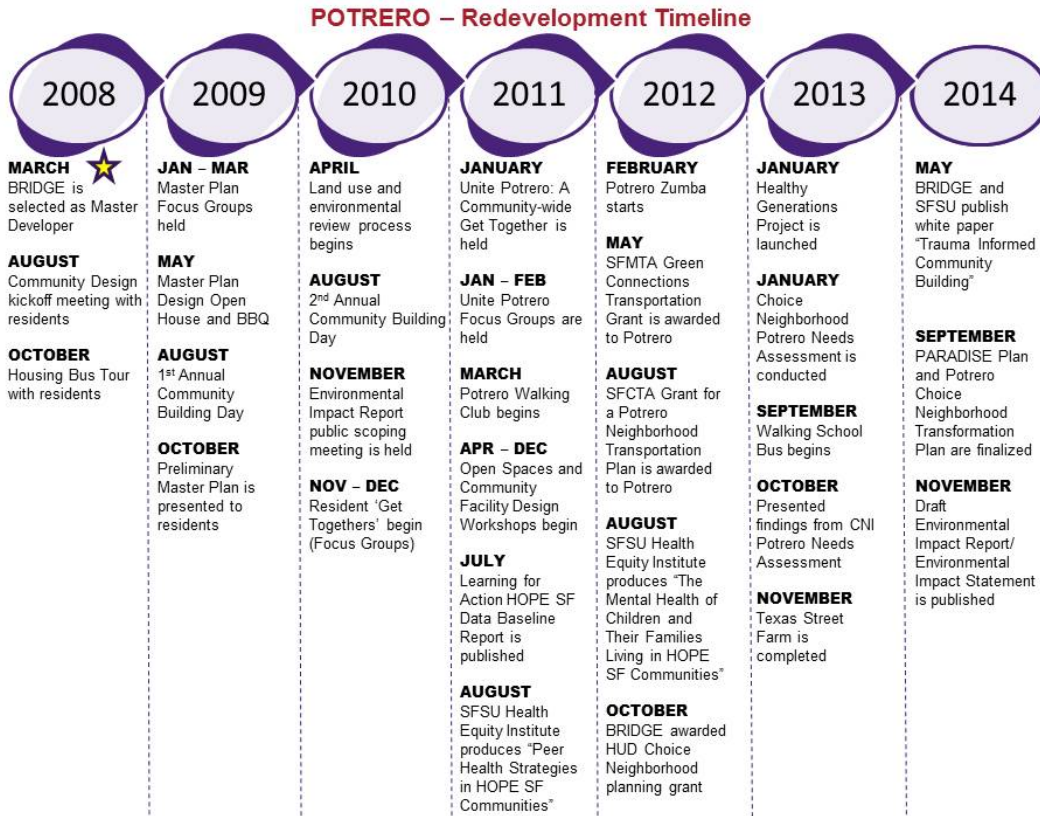 POTRERO – Redevelopment Timeline
2008
MARCH
BRIDGE is
selected as Master
Developer
AUGUST
Community Design
kickoff meeting with
residents
OCTOBER
Housing Bus Tour
with residents
2009
JAN – MAR
Master Plan
Focus Groups
held
MAY
Master Plan
Design Open
House and BBQ
AUGUST
1st Annual
Community
Building Day
OCTOBER
Preliminary
Master Plan is
presented to
residents
2010
APRIL
Land use and
environmental
review process
begins
AUGUST
2nd Annual
Community Building
Day
NOVEMBER
Environmental
Impact Report
public scoping
meeting is held
NOV – DEC
Resident ‘Get
Togethers’ begin
(Focus Groups)
2011
JANUARY
Unite Potrero: A
Community-wide
Get Together is
held
JAN – FEB
Unite Potrero
Focus Groups are
held
MARCH
Potrero Walking
Club begins
APR – DEC
Open Spaces and
Community
Facility Design
Workshops begin
JULY
Learning for
Action HOPE SF
Data Baseline
Report is
published
AUGUST
SFSU Health
Equity Institute
produces “Peer
Health Strategies
in HOPE SF
Communities”
2012
FEBRUARY
Potrero Zumba
starts
MAY
SFMTA Green
Connections
Transportation
Grant is awarded
to Potrero
AUGUST
SFCTA Grant for
a Potrero
Neighborhood
Transportation
Plan is awarded
to Potrero
AUGUST
SFSU Health
Equity Institute
produces “The
Mental Health of
Children and
Their Families
Living in HOPE
SF Communities”
OCTOBER
BRIDGE awarded
HUD Choice
Neighborhood
planning grant
2013
JANUARY
Healthy
Generations
Project is
launched
JANUARY
Choice
Neighborhood
Potrero Needs
Assessment is
conducted
SEPTEMBER
Walking School
Bus begins
OCTOBER
Presented
findings from CNI
Potrero Needs
Assessment
NOVEMBER
Texas Street
Farm is
completed
2014
MAY
BRIDGE and
SFSU publish
white paper
“Trauma Informed
Community
Building”
SEPTEMBER
PARADISE Plan
and Potrero
Choice
Neighborhood
Transformation
Plan are finalized
NOVEMBER
Draft
Environmental
Impact Report/
Environmental
Impact Statement
is published